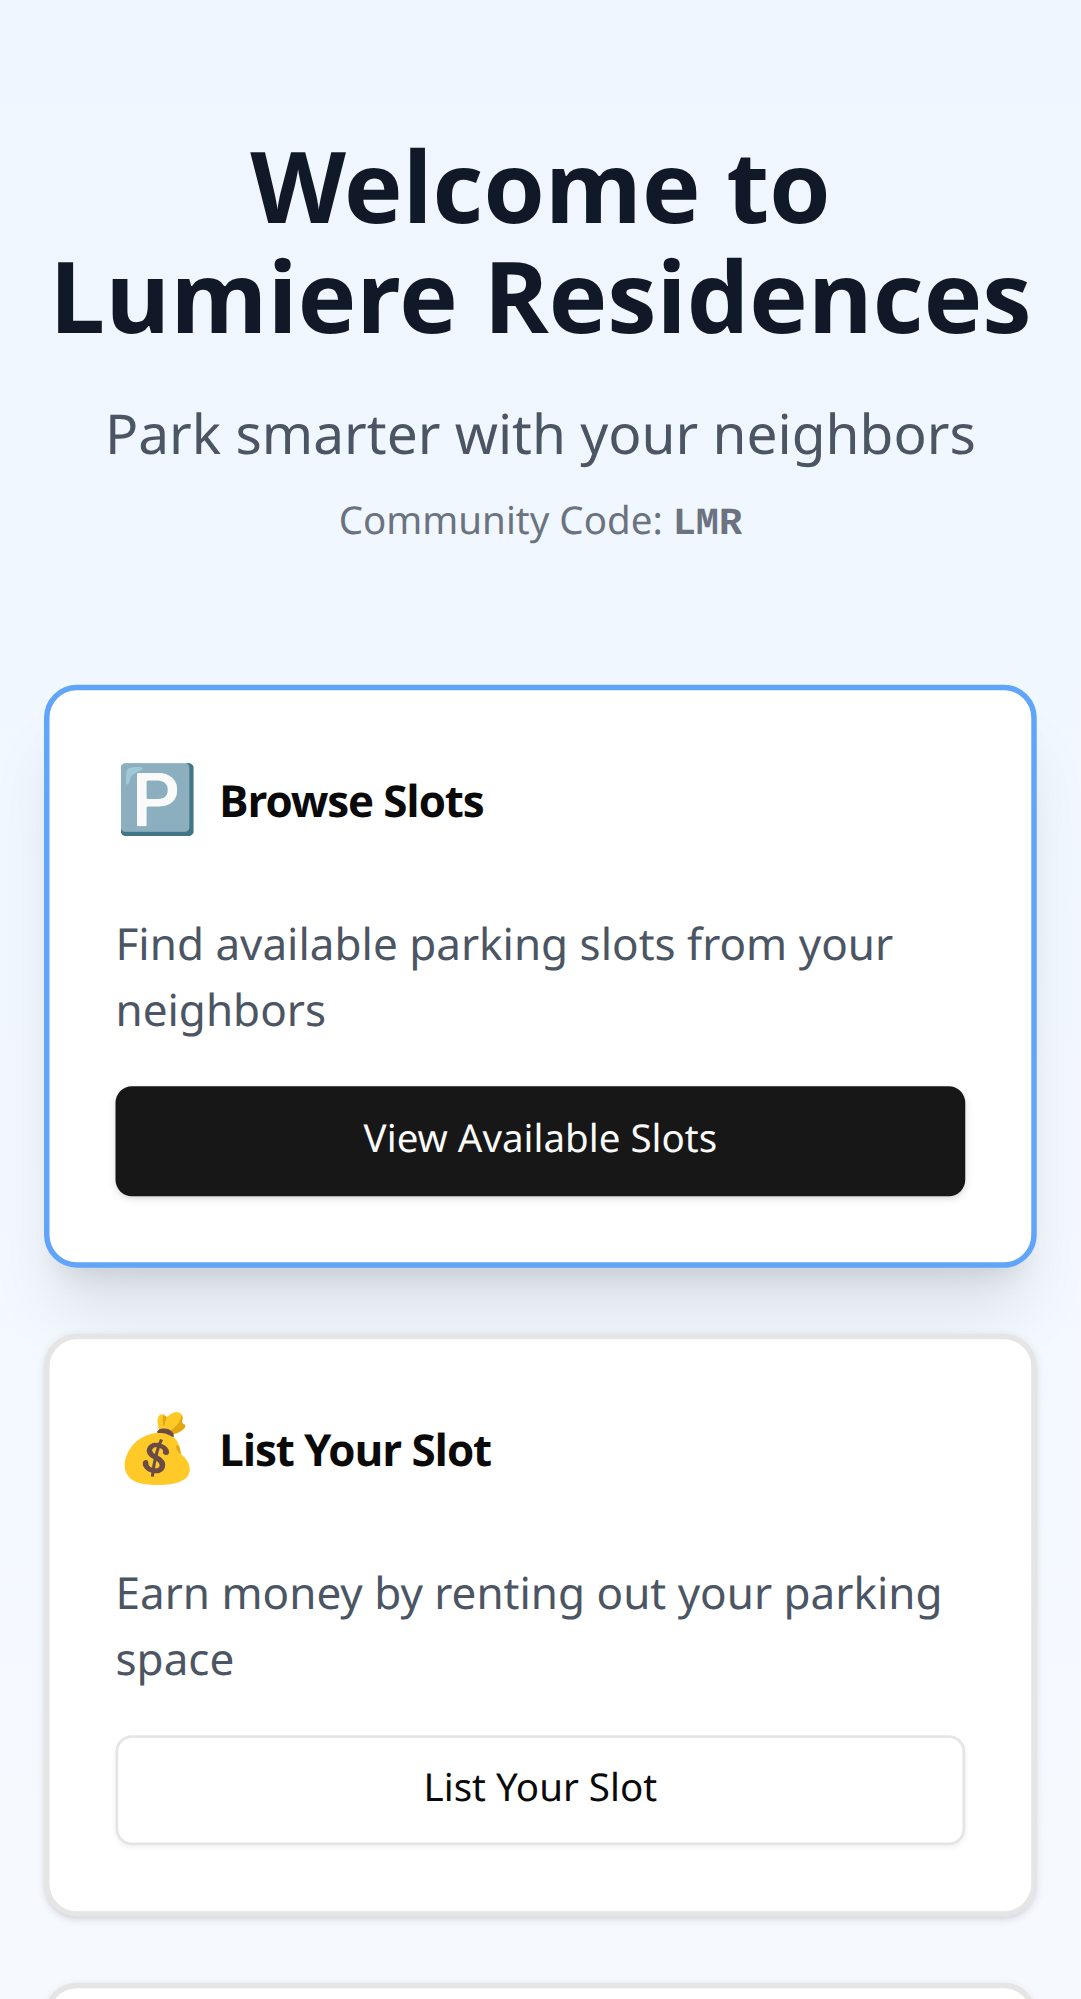 Welcome to
Lumiere Residences
Park smarter with your neighbors
Community Code: LMR
🅿️ Browse Slots
Find available parking slots from your
neighbors
View Available Slots
💰 List Your Slot
Earn money by renting out your parking
space
List Your Slot